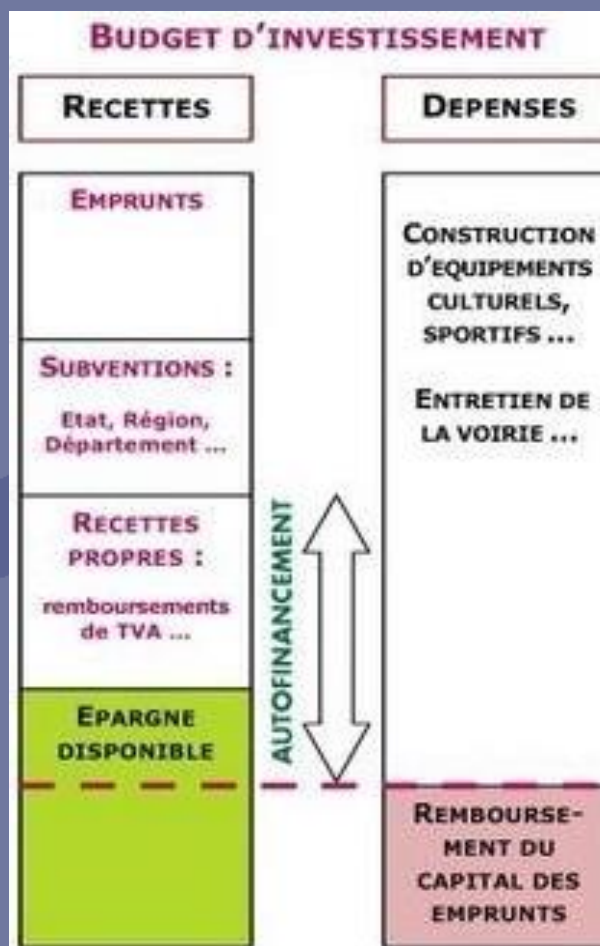 BUDGET D'INVESTISSEMENT
RECETTES
EMPRUNTS
SUBVENTIONS :
Etat, Région,
Département ...
RECETTES
PROPRES :
remboursements
de TVA ...
EPARGNE
DISPONIBLE
AUTOFINANCEMENT
DEPENSES
CONSTRUCTION
D'EQUIPEMENTS
CULTURELS,
SPORTIFS ...
ENTRETIEN DE
LA VOIRIE ...
REMBOURSE-
MENT DU
CAPITAL DES
EMPRUNTS